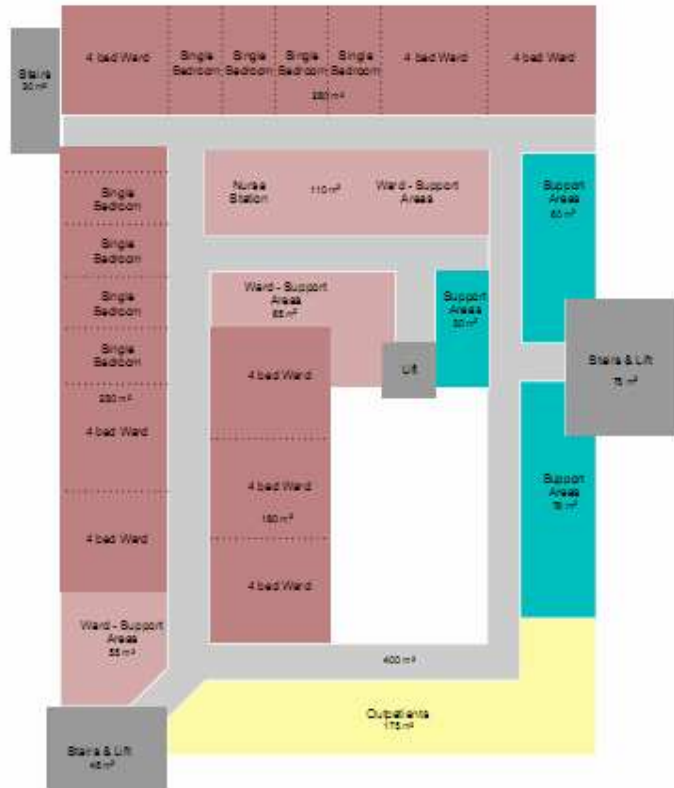 4 bed Ward
Single
Bedroom
Single
Bedroom
Single
Bedroom
Single
Bedroom
4 bed Ward
4 bed Ward
Stairs
30 m²
Nurse
Station
110 m²
Ward - Support
Areas
Support
Areas
Single
Bedroom
Single
Bedroom
Single
Bedroom
Single
Bedroom
4 bed Ward
4 bed Ward
Ward - Support
Areas
55 m²
Ward - Support
Areas
Support
Areas
Lift
Stairs & Lift
75 m²
4 bed Ward
4 bed Ward
4 bed Ward
Support
Areas
400 m²
Outpatients
175 m²
Stairs & Lift